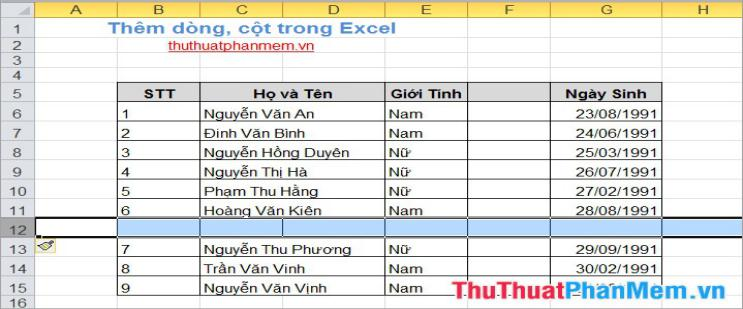 A B C D E F G H
1 Thêm dòng, cột trong Excel
2 thuthuatphanmem.vn
3
4
5 STT Họ và Tên Giới Tính Ngày Sinh
6 1 Nguyễn Văn An Nam 23/08/1991
7 2 Đinh Văn Bình Nam 24/06/1991
8 3 Nguyễn Hồng Duyên Nữ 25/03/1991
9 4 Nguyễn Thị Hà Nữ 26/07/1991
10 5 Phạm Thu Hằng Nữ 27/02/1991
11 6 Hoàng Văn Kiên Nam 28/08/1991
12
13 7 Nguyễn Thu Phương Nữ 29/09/1991
14 8 Trần Văn Vinh Nam 30/02/1991
15 9 Nguyễn Văn Vịnh Nam
ThuThuatPhanMem.vn
16